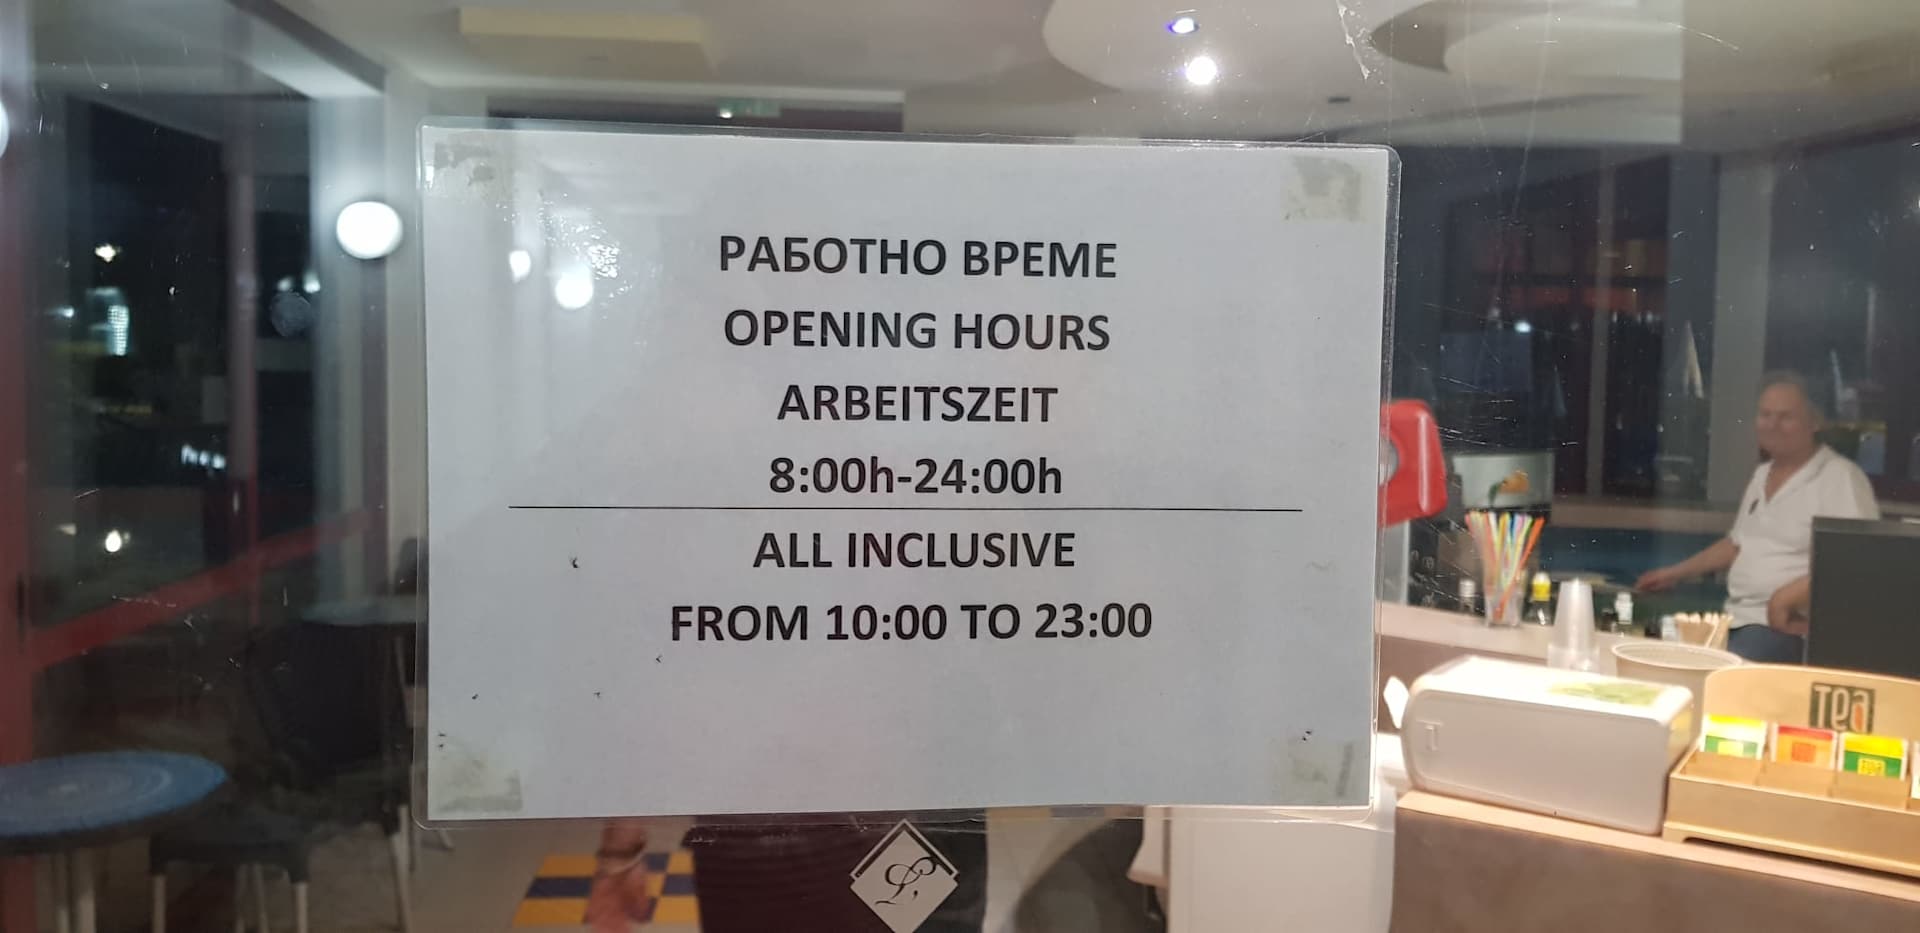 РАБОТНО ВРЕМЕ
OPENING HOURS
ARBEITSZEIT
8:00h-24:00h
ALL INCLUSIVE
FROM 10:00 TO 23:00
Tea